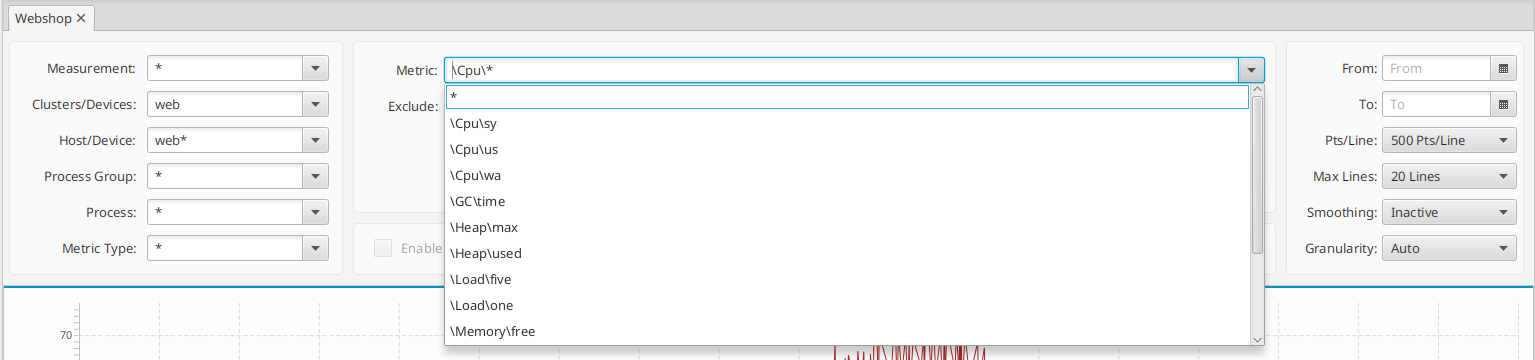 Webshop ✕
Measurement: *
Clusters/Devices: web
Host/Device: web*
Process Group: *
Process: *
Metric Type: *
Metric: \Cpu\*
Exclude:
*
\Cpu\sy
\Cpu\us
\Cpu\wa
\GC\time
\Heap\max
\Heap\used
\Load\five
\Load\one
\Memory\free
Enable
From: From
To: To
Pts/Line: 500 Pts/Line
Max Lines: 20 Lines
Smoothing: Inactive
Granularity: Auto
70